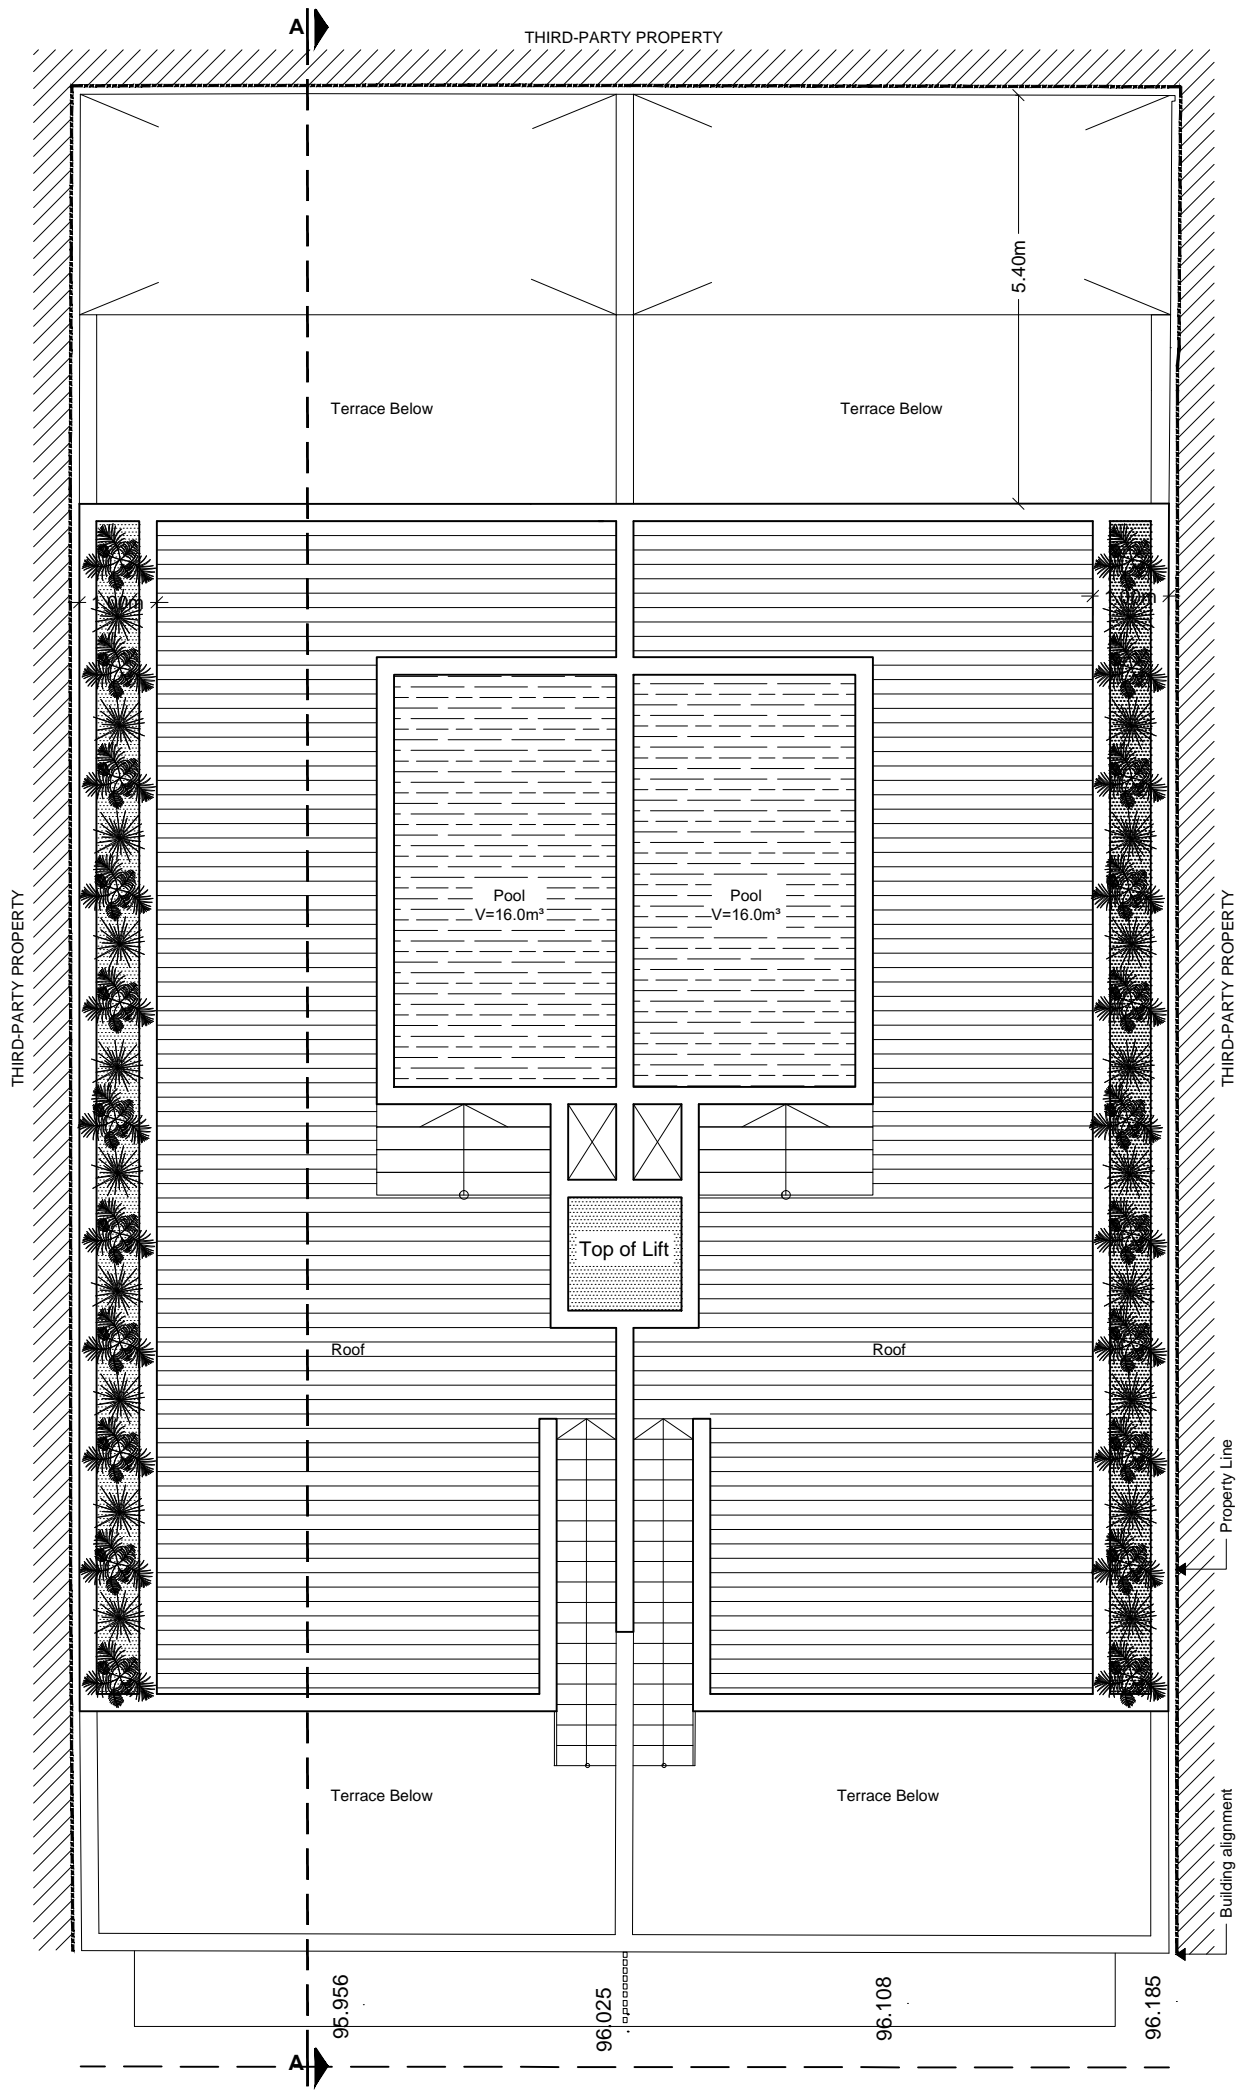 A
THIRD-PARTY PROPERTY
5.40m
Terrace Below
Terrace Below
THIRD-PARTY PROPERTY
Pool
V=16.0m³
Pool
V=16.0m³
THIRD-PARTY PROPERTY
Top of Lift
Roof
Roof
Property Line
Terrace Below
Terrace Below
Building alignment
95.956
96.025
96.108
96.185
A